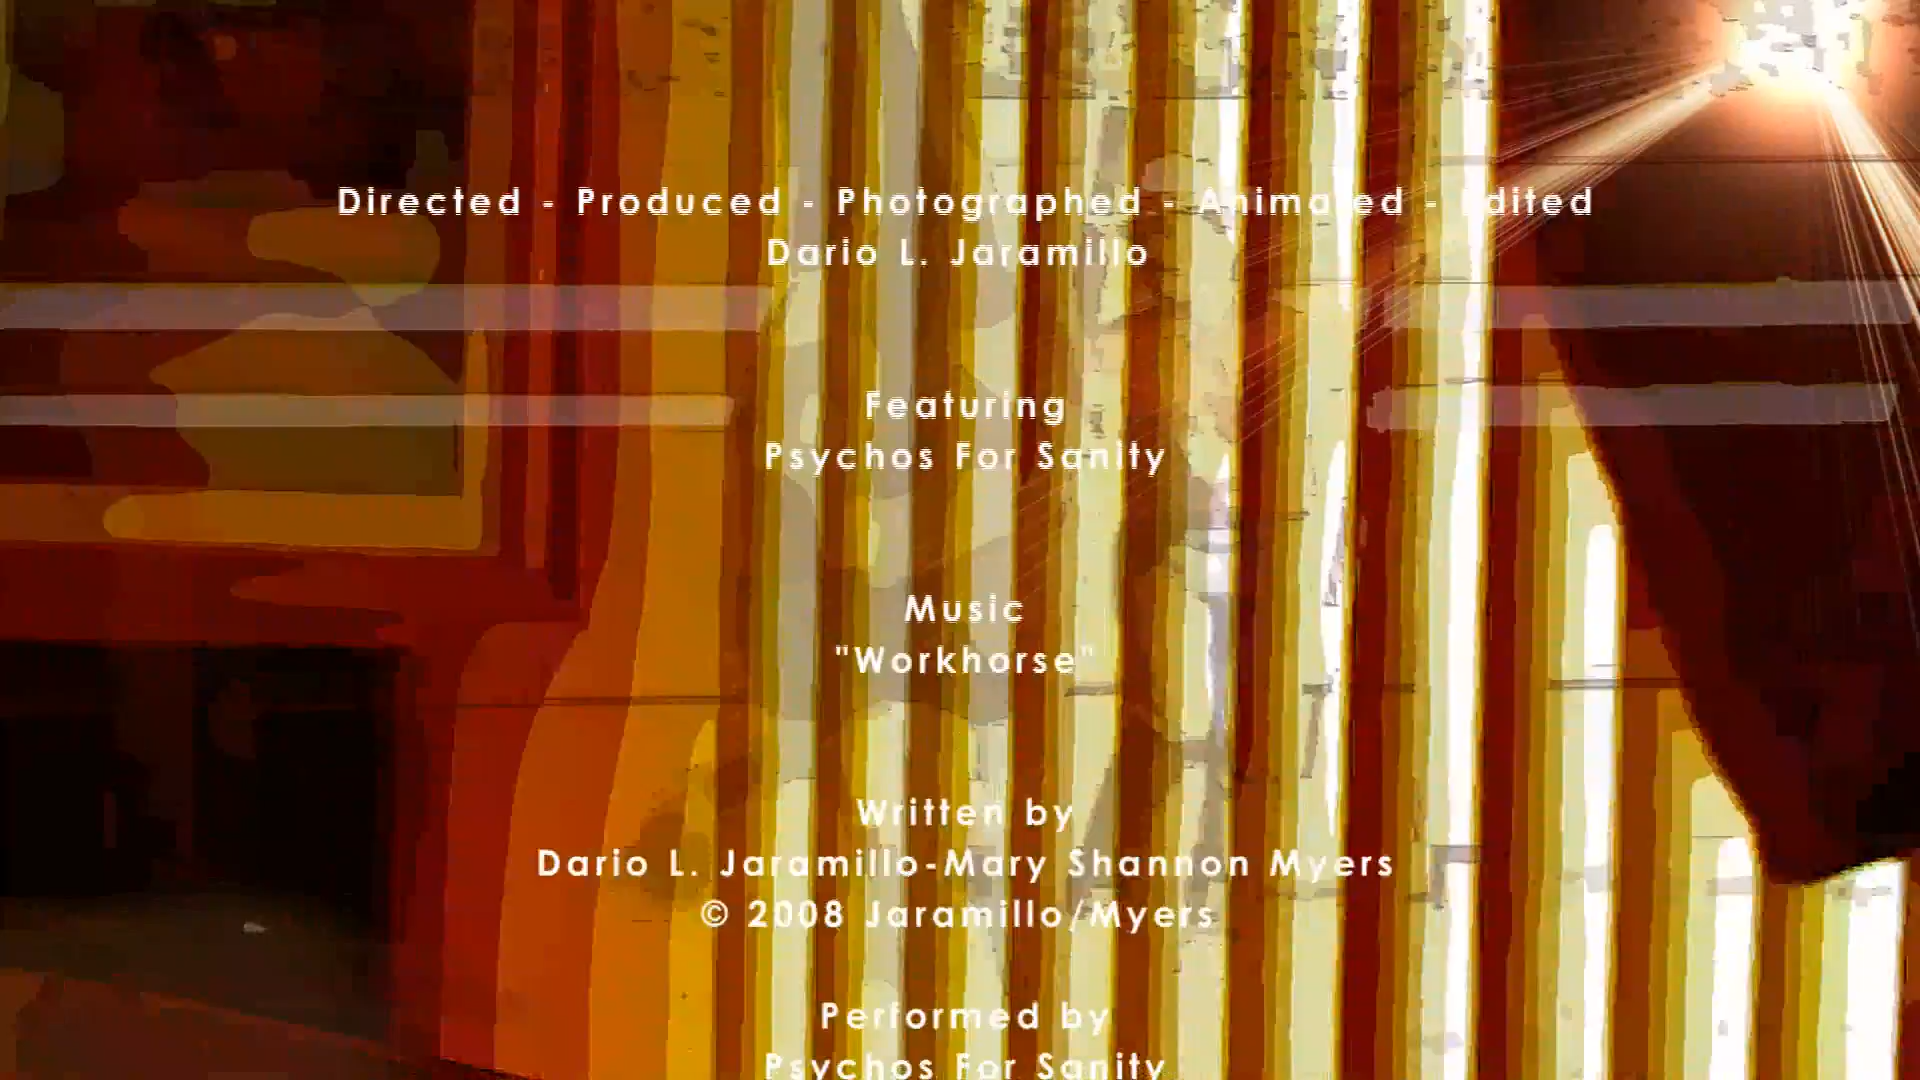 Directed - Produced - Photographed - Animated - Edited
Dario L. Jaramillo
Featuring
Psychos For Sanity
Music
"Workhorse"
Written by
Dario L. Jaramillo-Mary Shannon Myers
© 2008 Jaramillo/Myers
Performed by
Psychos For Sanity